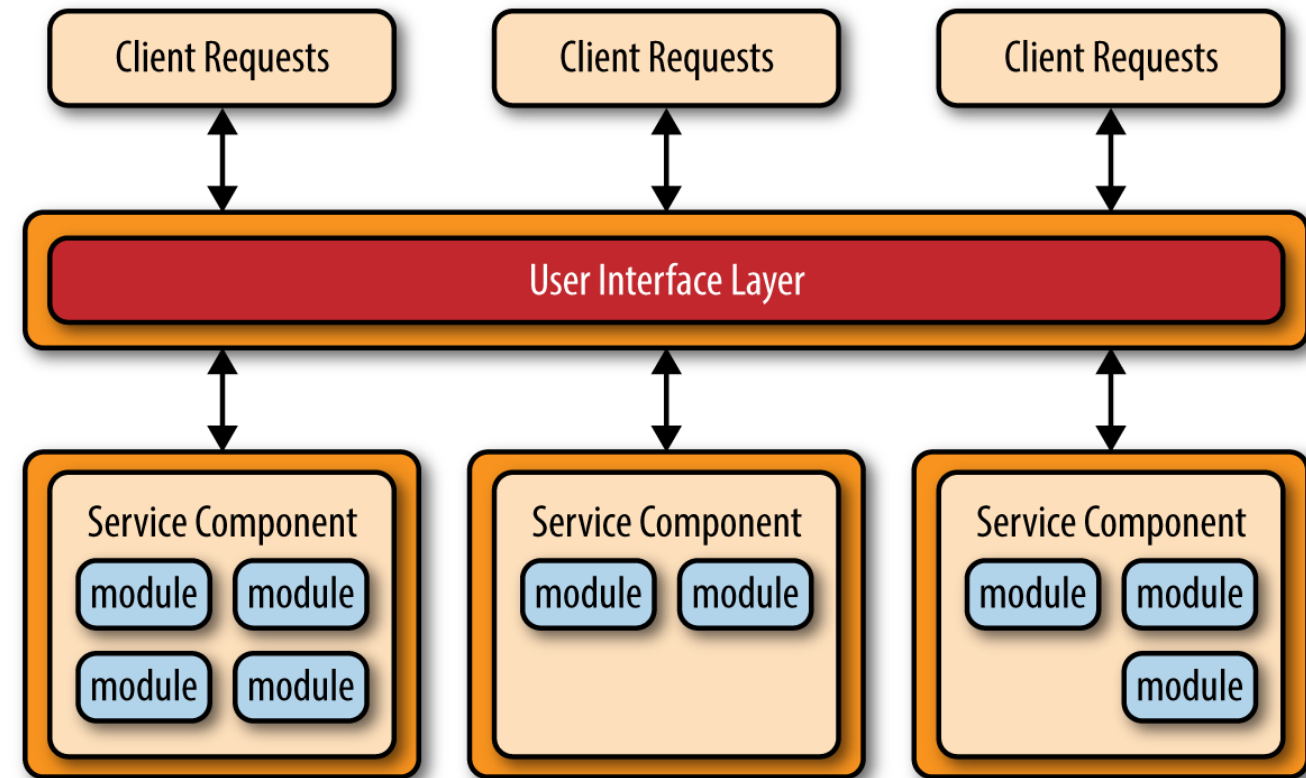 Client Requests
Client Requests
Client Requests
User Interface Layer
Service Component
module module
module module
Service Component
module module
Service Component
module module
module